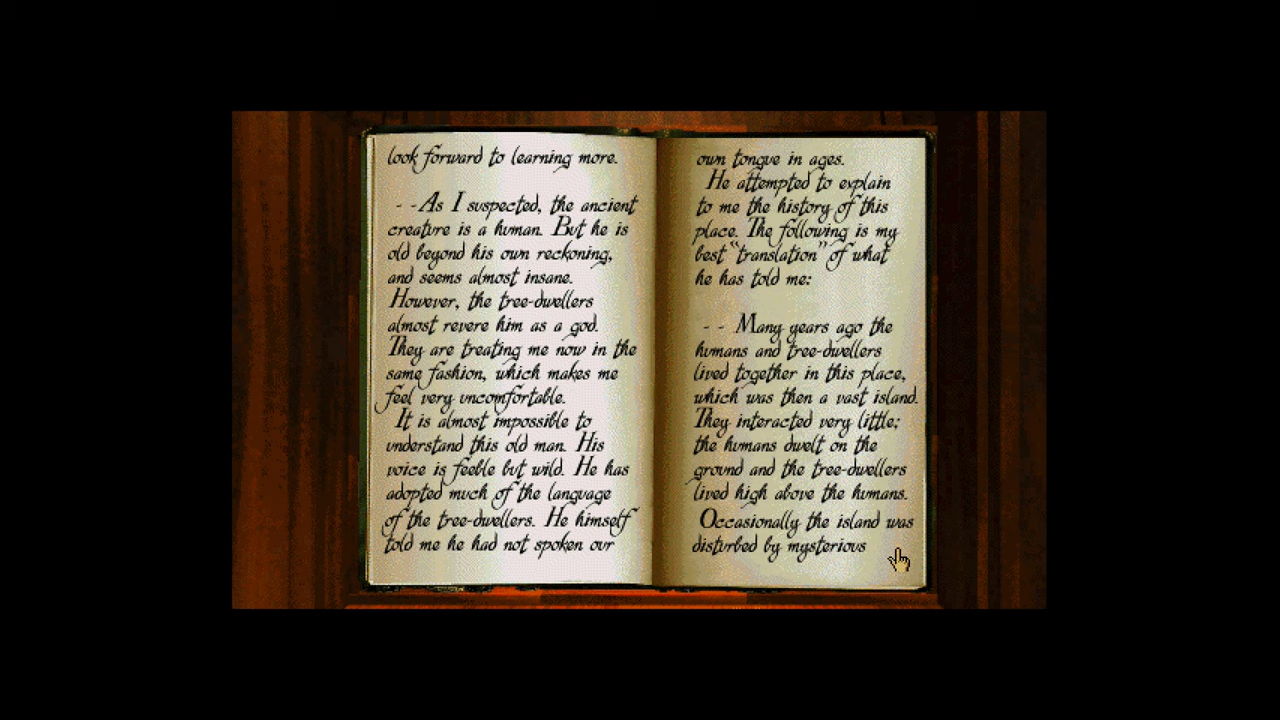 look forward to learning more.
- - As I suspected, the ancient
creature is a human. But he is
old beyond his own reckoning,
and seems almost insane.
However, the tree-dwellers
almost revere him as a god.
They are treating me now in the
same fashion, which makes me
feel very uncomfortable.
It is almost impossible to
understand this old man. His
voice is feeble but wild. He has
adopted much of the language
of the tree-dwellers. He himself
told me he had not spoken our
own tongue in ages.
He attempted to explain
to me the history of this
place. The following is my
best "translation" of what
he has told me:
- - Many years ago the
humans and tree-dwellers
lived together in this place,
which was then a vast island.
They interacted very little;
the humans dwelt on the
ground and the tree-dwellers
lived high above the humans.
Occasionally the island was
disturbed by mysterious